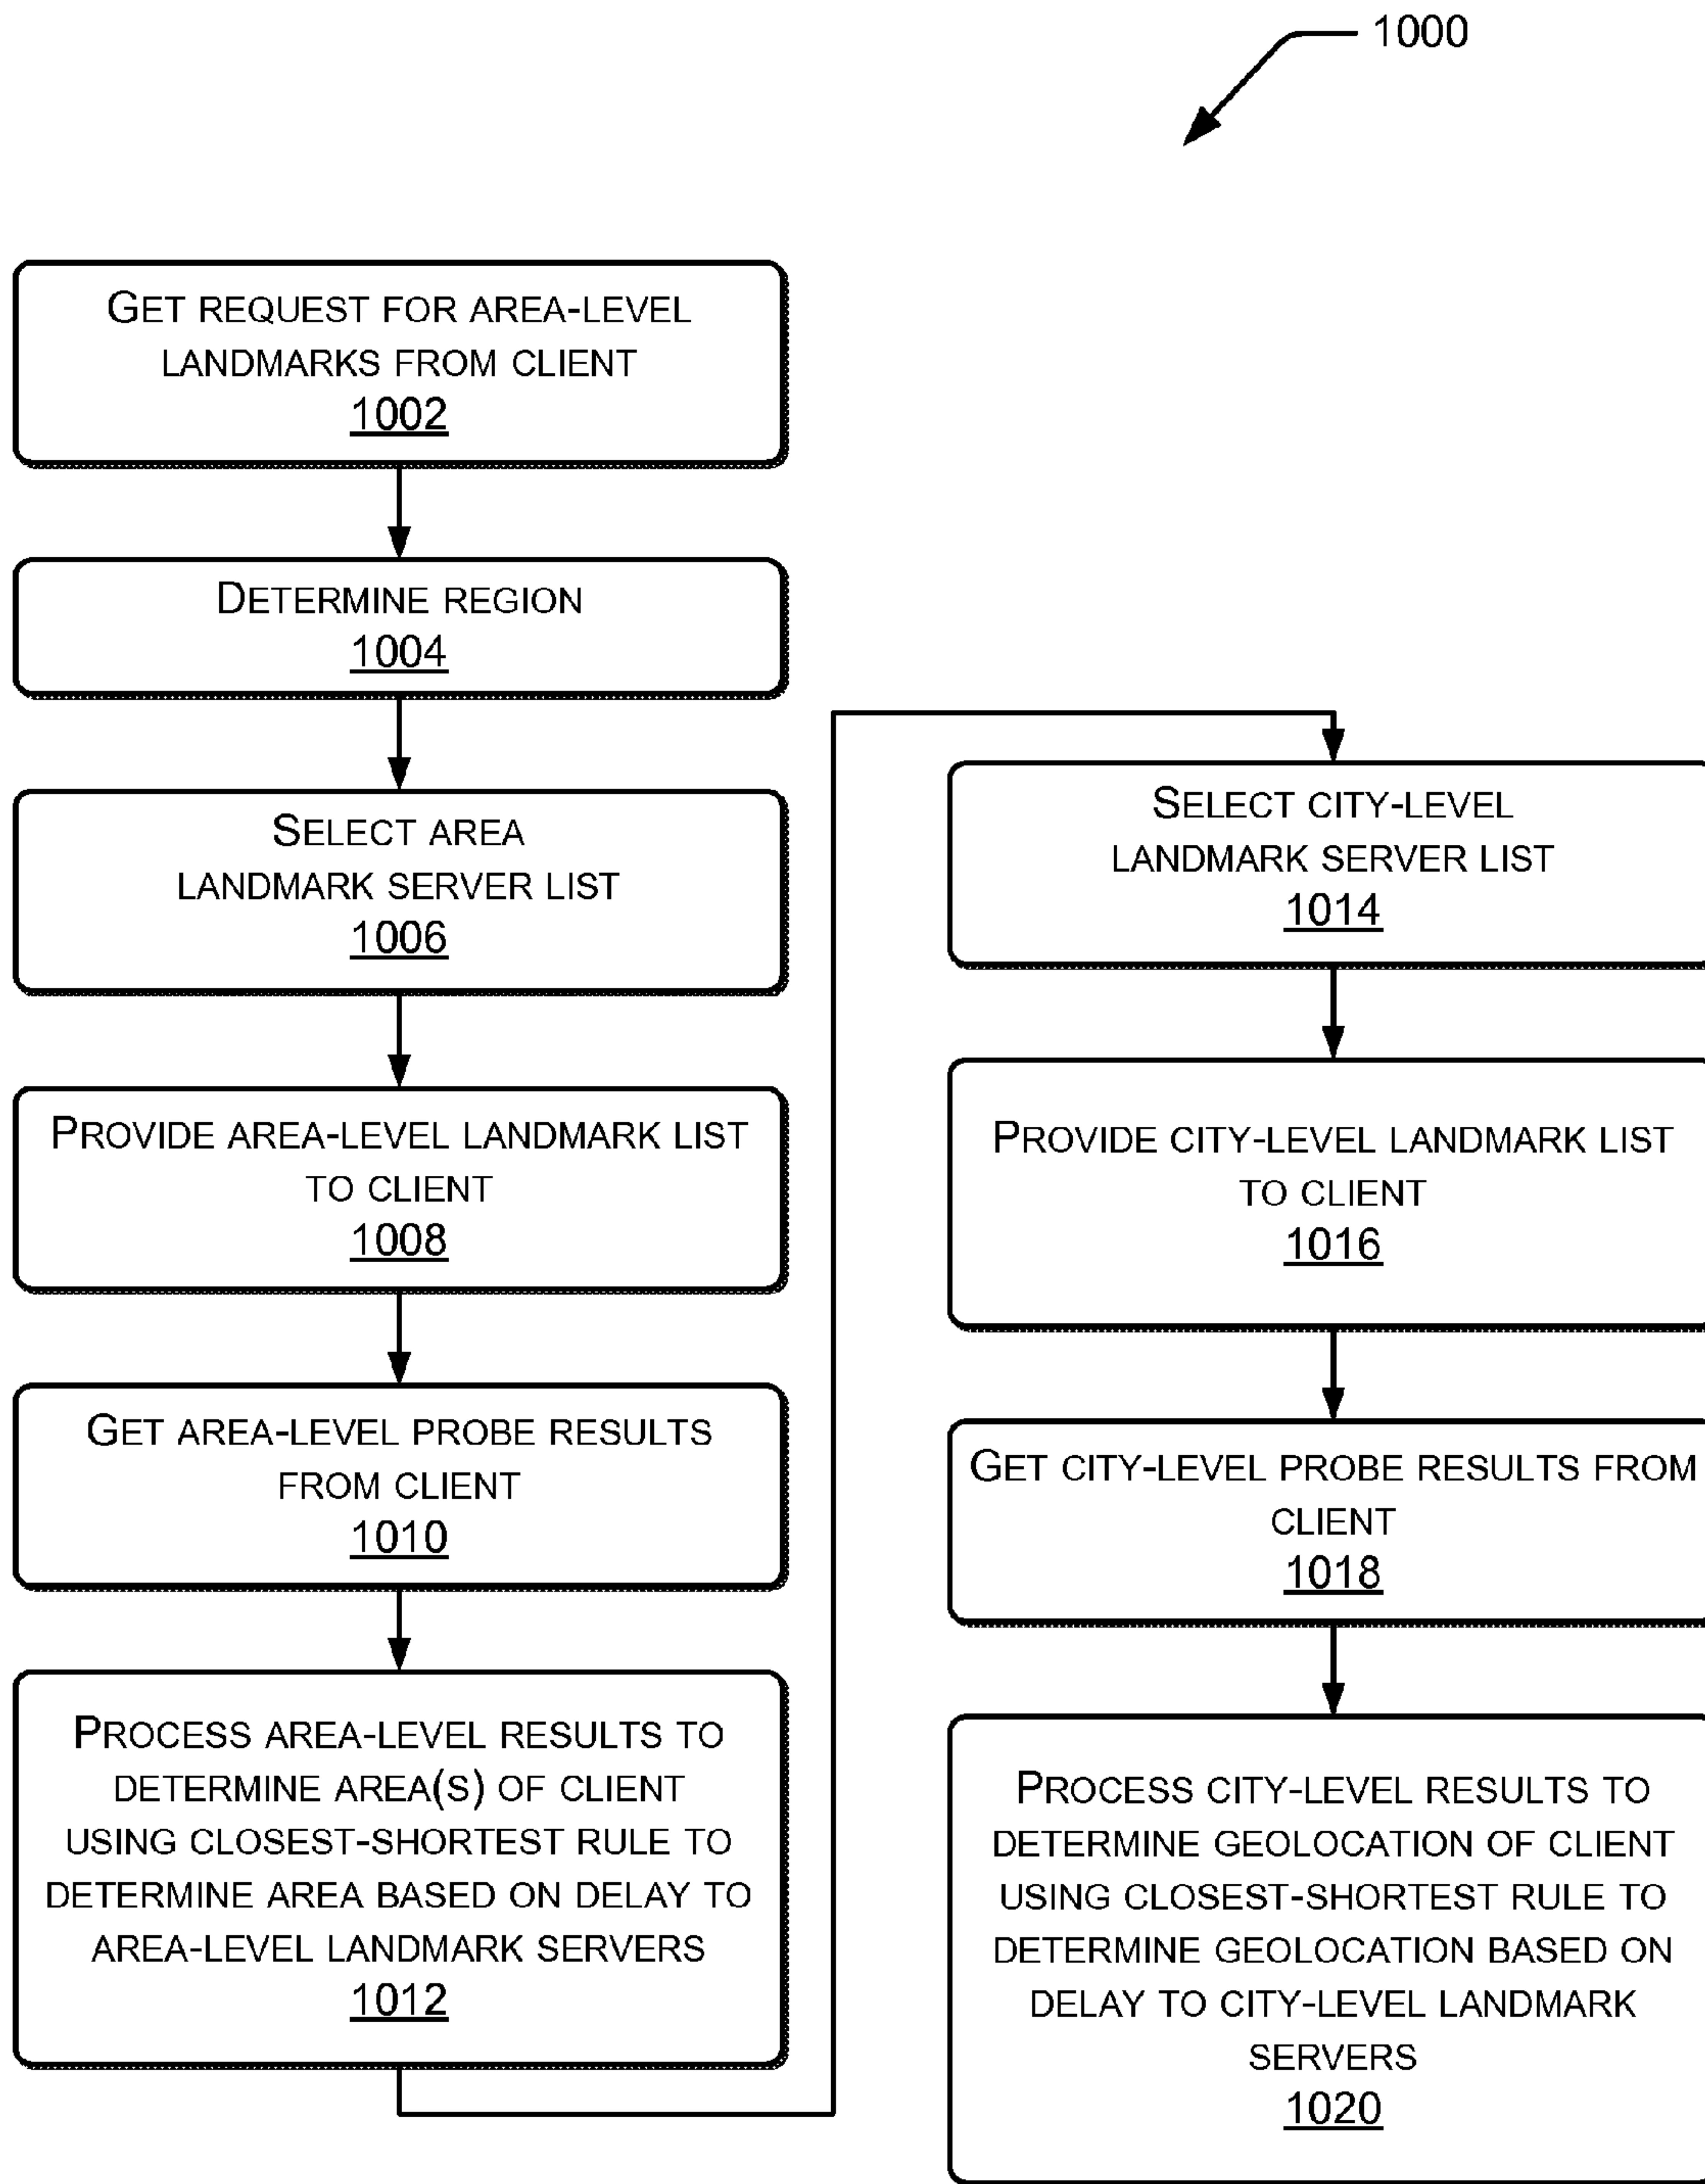 1000
GET REQUEST FOR AREA-LEVEL
LANDMARKS FROM CLIENT
1002
DETERMINE REGION
1004
SELECT AREA
LANDMARK SERVER LIST
1006
PROVIDE AREA-LEVEL LANDMARK LIST
TO CLIENT
1008
GET AREA-LEVEL PROBE RESULTS
FROM CLIENT
1010
PROCESS AREA-LEVEL RESULTS TO
DETERMINE AREA(S) OF CLIENT
USING CLOSEST-SHORTEST RULE TO
DETERMINE AREA BASED ON DELAY TO
AREA-LEVEL LANDMARK SERVERS
1012
SELECT CITY-LEVEL
LANDMARK SERVER LIST
1014
PROVIDE CITY-LEVEL LANDMARK LIST
TO CLIENT
1016
GET CITY-LEVEL PROBE RESULTS FROM
CLIENT
1018
PROCESS CITY-LEVEL RESULTS TO
DETERMINE GEOLOCATION OF CLIENT
USING CLOSEST-SHORTEST RULE TO
DETERMINE GEOLOCATION BASED ON
DELAY TO CITY-LEVEL LANDMARK
SERVERS
1020